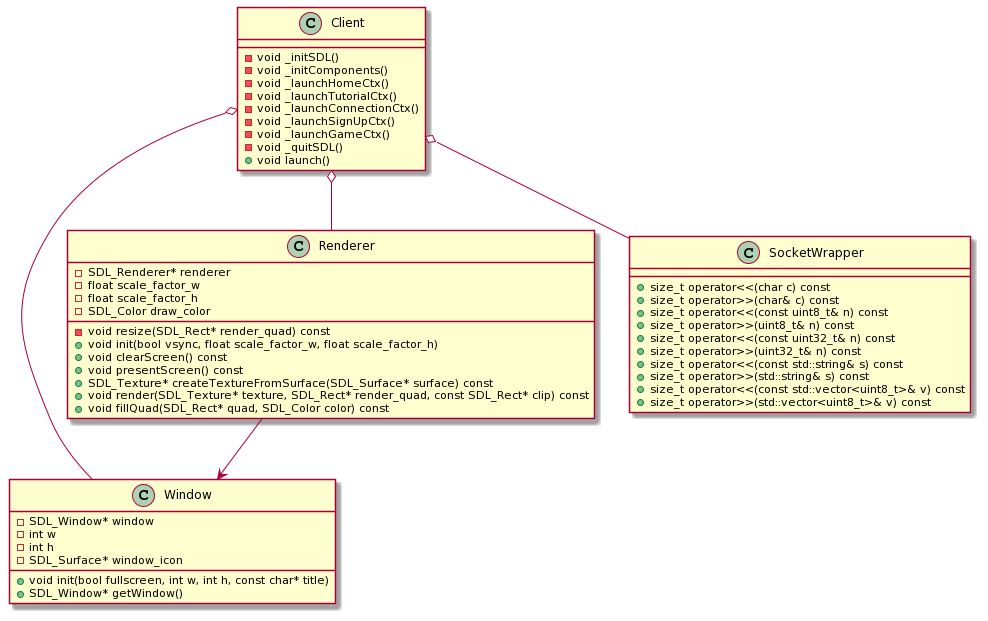 C Client
void _initSDL()
void _initComponents()
void _launchHomeCtx()
void _launchTutorialCtx()
void _launchConnectionCtx()
void _launchSignUpCtx()
void _launchGameCtx()
void _quitSDL()
void launch()
C Renderer
SDL_Renderer* renderer
float scale_factor_w
float scale_factor_h
SDL_Color draw_color
void resize(SDL_Rect* render_quad) const
void init(bool vsync, float scale_factor_w, float scale_factor_h)
void clearScreen() const
void presentScreen() const
SDL_Texture* createTextureFromSurface(SDL_Surface* surface) const
void render(SDL_Texture* texture, SDL_Rect* render_quad, const SDL_Rect* clip) const
void fillQuad(SDL_Rect* quad, SDL_Color color) const
C SocketWrapper
size_t operator<<(char c) const
size_t operator>>(char& c) const
size_t operator<<(const uint8_t& n) const
size_t operator>>(uint8_t& n) const
size_t operator<<(const uint32_t& n) const
size_t operator>>(uint32_t& n) const
size_t operator<<(const std::string& s) const
size_t operator>>(std::string& s) const
size_t operator<<(const std::vector<uint8_t>& v) const
size_t operator>>(std::vector<uint8_t>& v) const
C Window
SDL_Window* window
int w
int h
SDL_Surface* window_icon
void init(bool fullscreen, int w, int h, const char* title)
SDL_Window* getWindow()